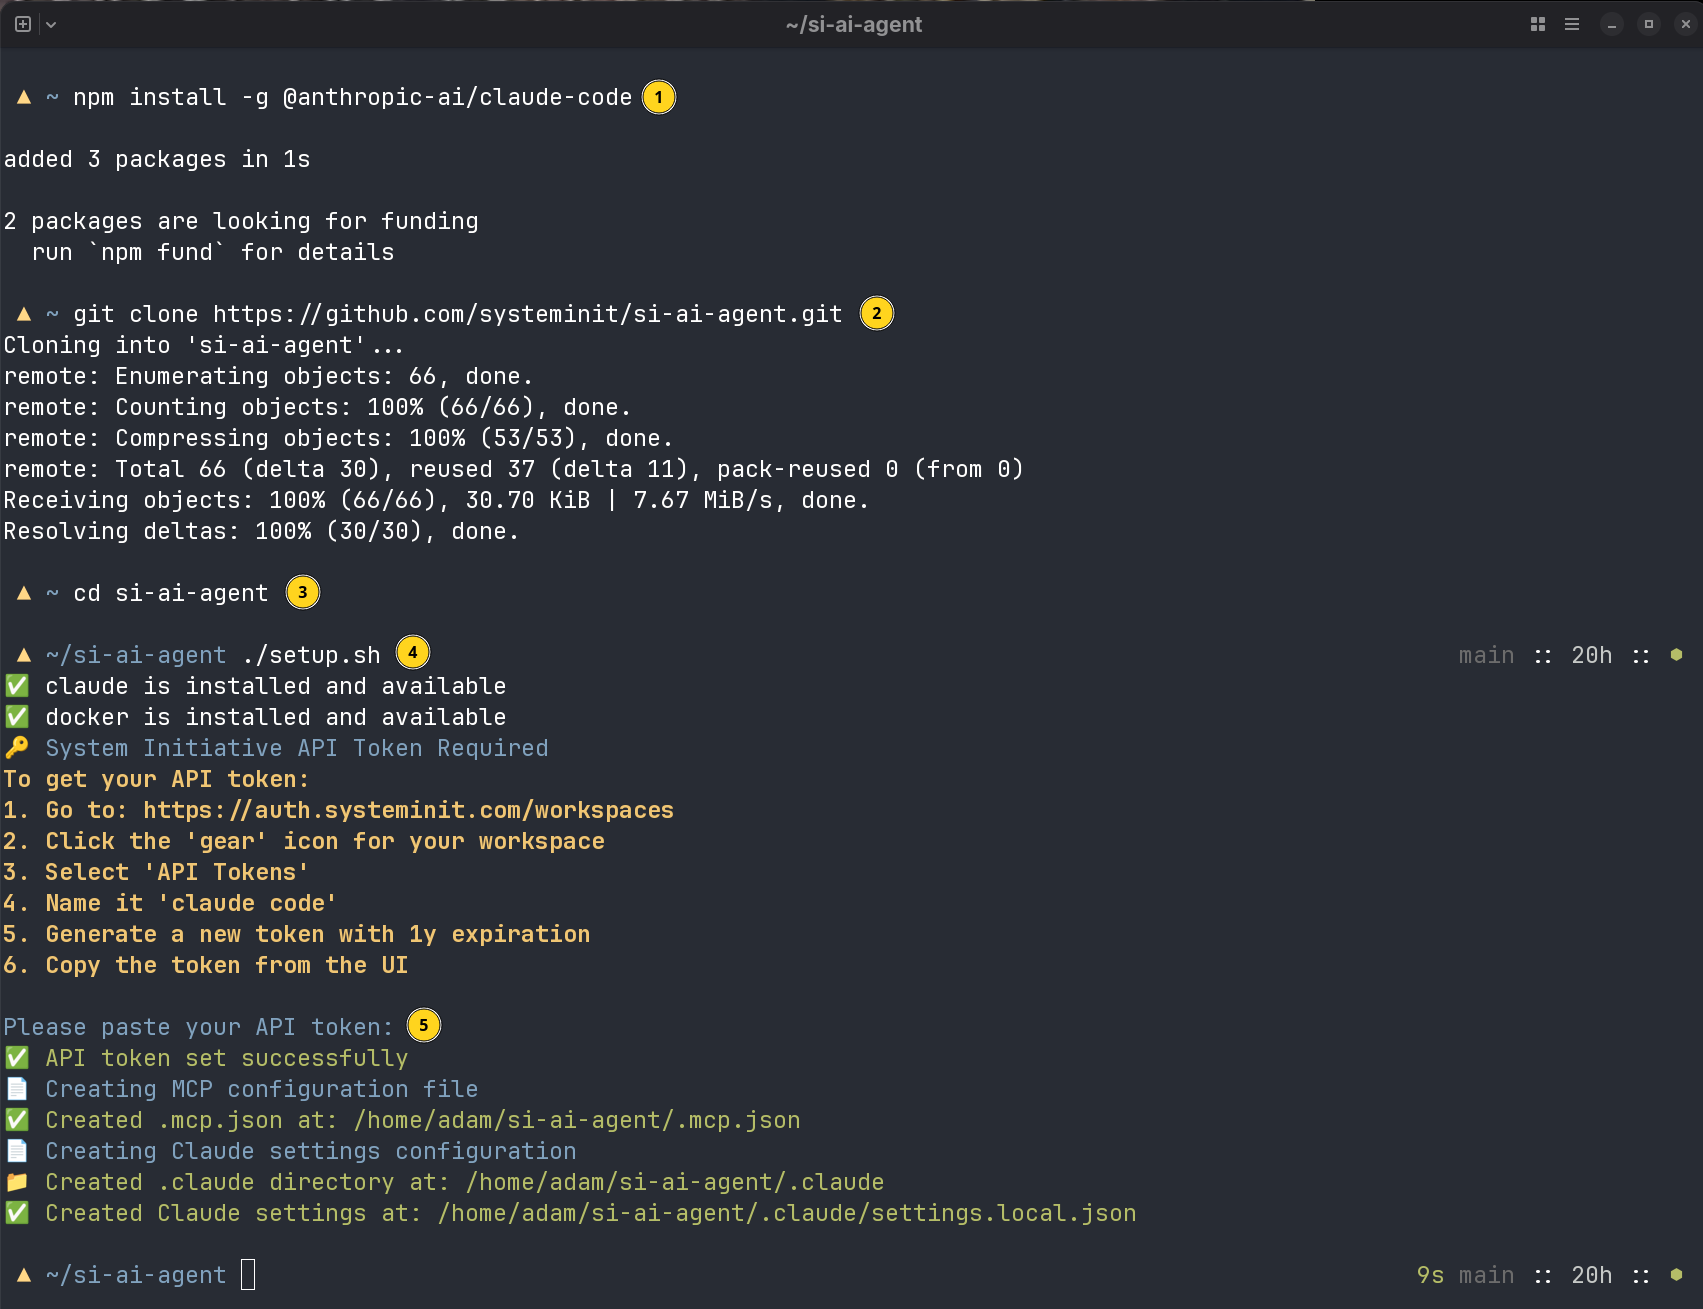 ~/si-ai-agent
~ npm install -g @anthropic-ai/claude-code 1
added 3 packages in 1s
2 packages are looking for funding
run `npm fund` for details
~ git clone https://github.com/systeminit/si-ai-agent.git 2
Cloning into 'si-ai-agent'...
remote: Enumerating objects: 66, done.
remote: Counting objects: 100% (66/66), done.
remote: Compressing objects: 100% (53/53), done.
remote: Total 66 (delta 30), reused 37 (delta 11), pack-reused 0 (from 0)
Receiving objects: 100% (66/66), 30.70 KiB | 7.67 MiB/s, done.
Resolving deltas: 100% (30/30), done.
~ cd si-ai-agent 3
~/si-ai-agent ./setup.sh 4 main :: 20h ::
✅ claude is installed and available
✅ docker is installed and available
🔑 System Initiative API Token Required
To get your API token:
1. Go to: https://auth.systeminit.com/workspaces
2. Click the 'gear' icon for your workspace
3. Select 'API Tokens'
4. Name it 'claude code'
5. Generate a new token with 1y expiration
6. Copy the token from the UI
Please paste your API token: 5
✅ API token set successfully
📄 Creating MCP configuration file
✅ Created .mcp.json at: /home/adam/si-ai-agent/.mcp.json
📄 Creating Claude settings configuration
📁 Created .claude directory at: /home/adam/si-ai-agent/.claude
✅ Created Claude settings at: /home/adam/si-ai-agent/.claude/settings.local.json
~/si-ai-agent 9s main :: 20h ::